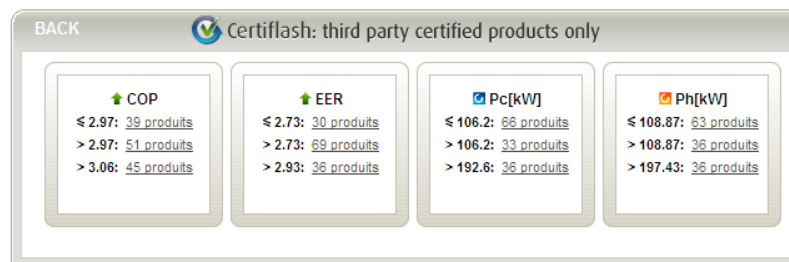 BACK
Certiflash: third party certified products only
COP
≤ 2.97: 39 produits
> 2.97: 51 produits
> 3.06: 45 produits
EER
≤ 2.73: 30 produits
> 2.73: 69 produits
> 2.93: 36 produits
Pc[kW]
≤ 106.2: 66 produits
> 106.2: 33 produits
> 192.6: 36 produits
Ph[kW]
≤ 108.87: 63 produits
> 108.87: 36 produits
> 197.43: 36 produits